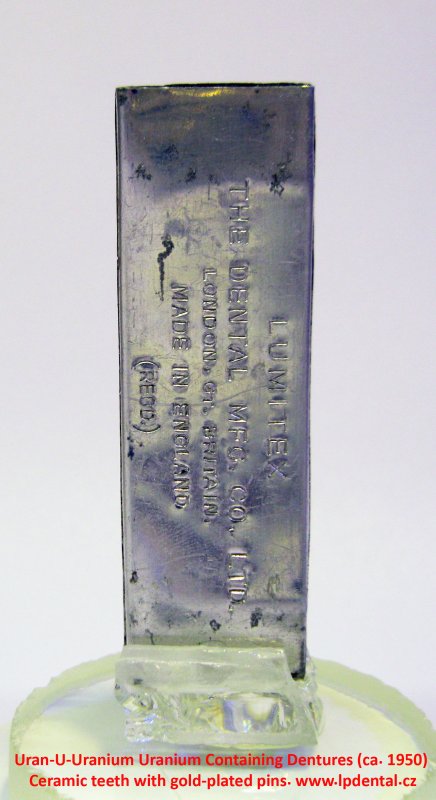 LUMITEX
THE DENTAL MFG. CO. LTD.
LONDON, GT. BRITAIN.
MADE IN ENGLAND
(REGD.)
Uran-U-Uranium Uranium Containing Dentures (ca. 1950)
Ceramic teeth with gold-plated pins. www.lpdental.cz